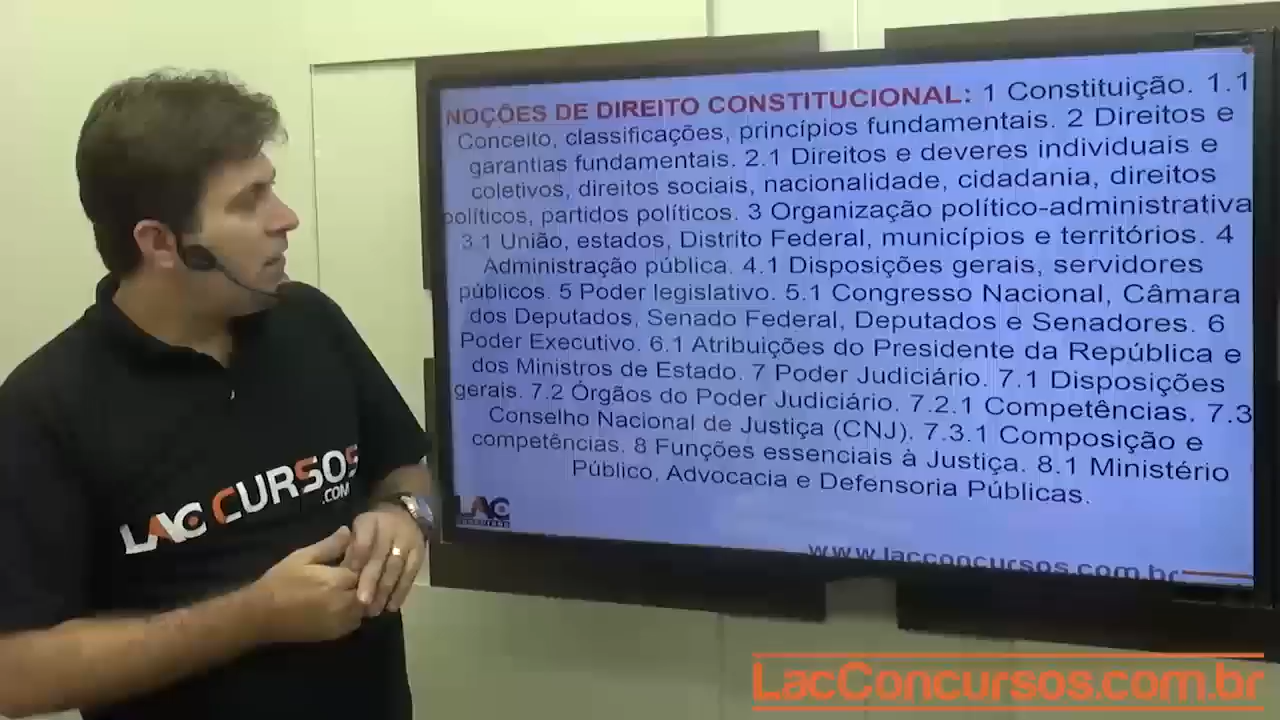 NOÇÕES DE DIREITO CONSTITUCIONAL: 1 Constituição. 1.1
Conceito, classificações, princípios fundamentais. 2 Direitos e
garantias fundamentais. 2.1 Direitos e deveres individuais e
coletivos, direitos sociais, nacionalidade, cidadania, direitos
políticos, partidos políticos. 3 Organização político-administrativa
3.1 União, estados, Distrito Federal, municípios e territórios. 4
Administração pública. 4.1 Disposições gerais, servidores
públicos. 5 Poder legislativo. 5.1 Congresso Nacional, Câmara
dos Deputados, Senado Federal, Deputados e Senadores. 6
Poder Executivo. 6.1 Atribuições do Presidente da República e
dos Ministros de Estado. 7 Poder Judiciário. 7.1 Disposições
gerais. 7.2 Órgãos do Poder Judiciário. 7.2.1 Competências. 7.3
Conselho Nacional de Justiça (CNJ). 7.3.1 Composição e
competências. 8 Funções essenciais à Justiça. 8.1 Ministério
Público, Advocacia e Defensoria Públicas.
LAC
www.lacconcursos.com.br
LAC CURSOS
.COM
LacConcursos.com.br